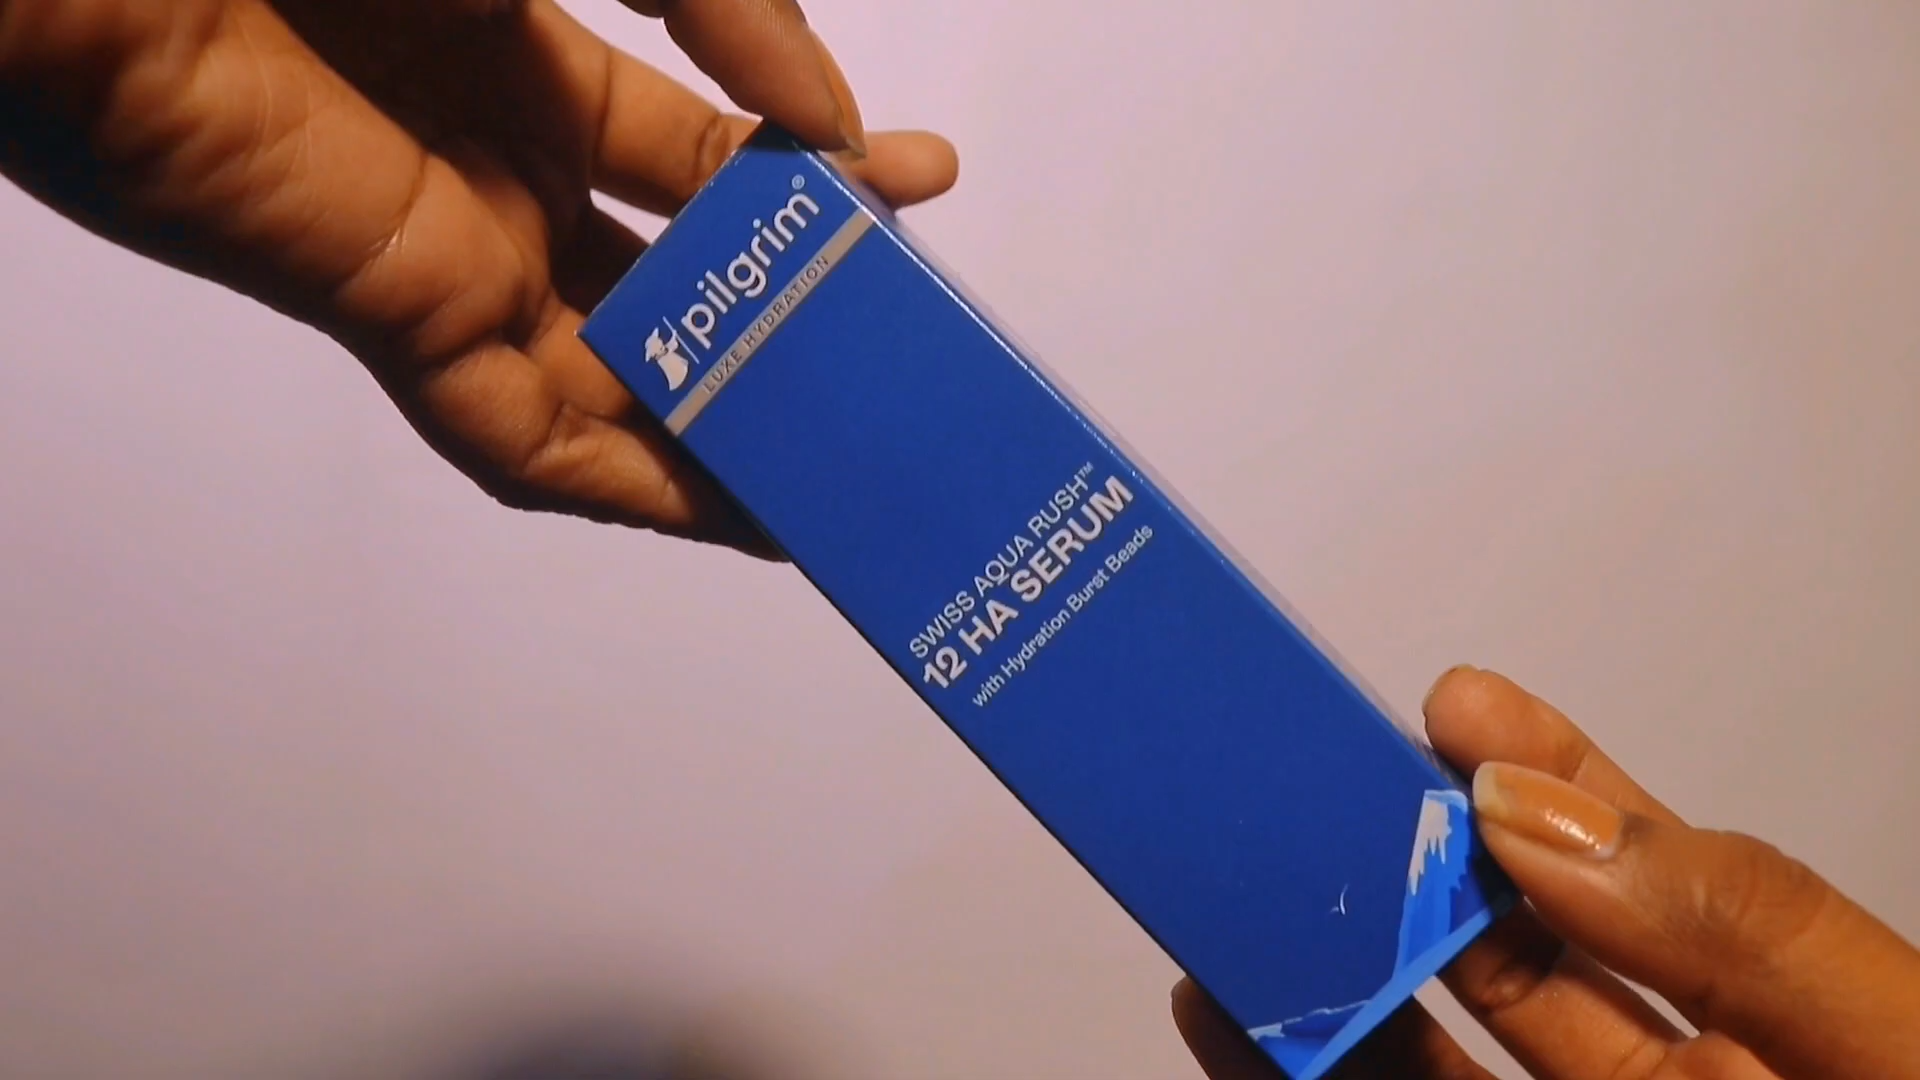 pilgrim®
LUXE HYDRATION
SWISS AQUA RUSH™
12 HA SERUM
with Hydration Burst Beads